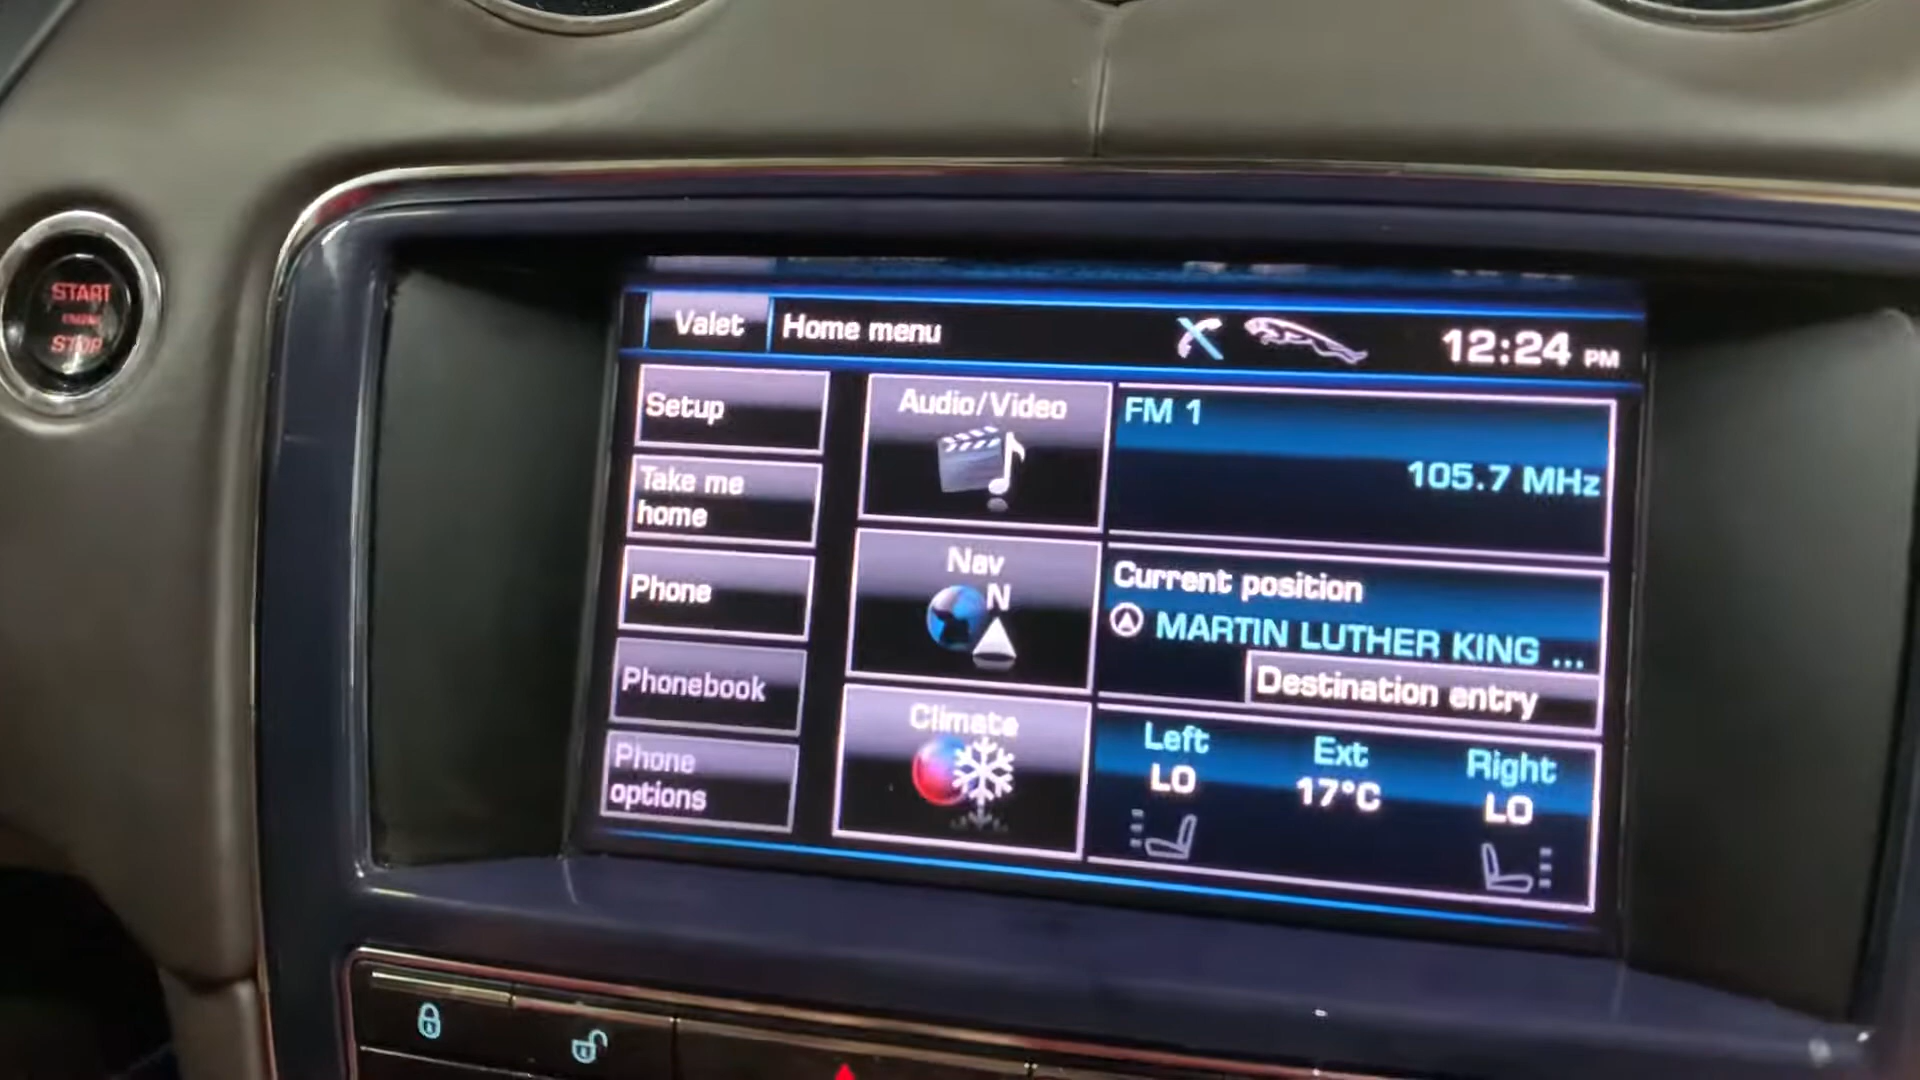 START
ENGINE
STOP
Valet
Home menu
12:24 PM
Setup
Take me
home
Phone
Phonebook
Phone
options
Audio/Video
Nav
N
Climate
FM 1
105.7 MHz
Current position
MARTIN LUTHER KING ...
Destination entry
Left
LO
Ext
17°C
Right
LO